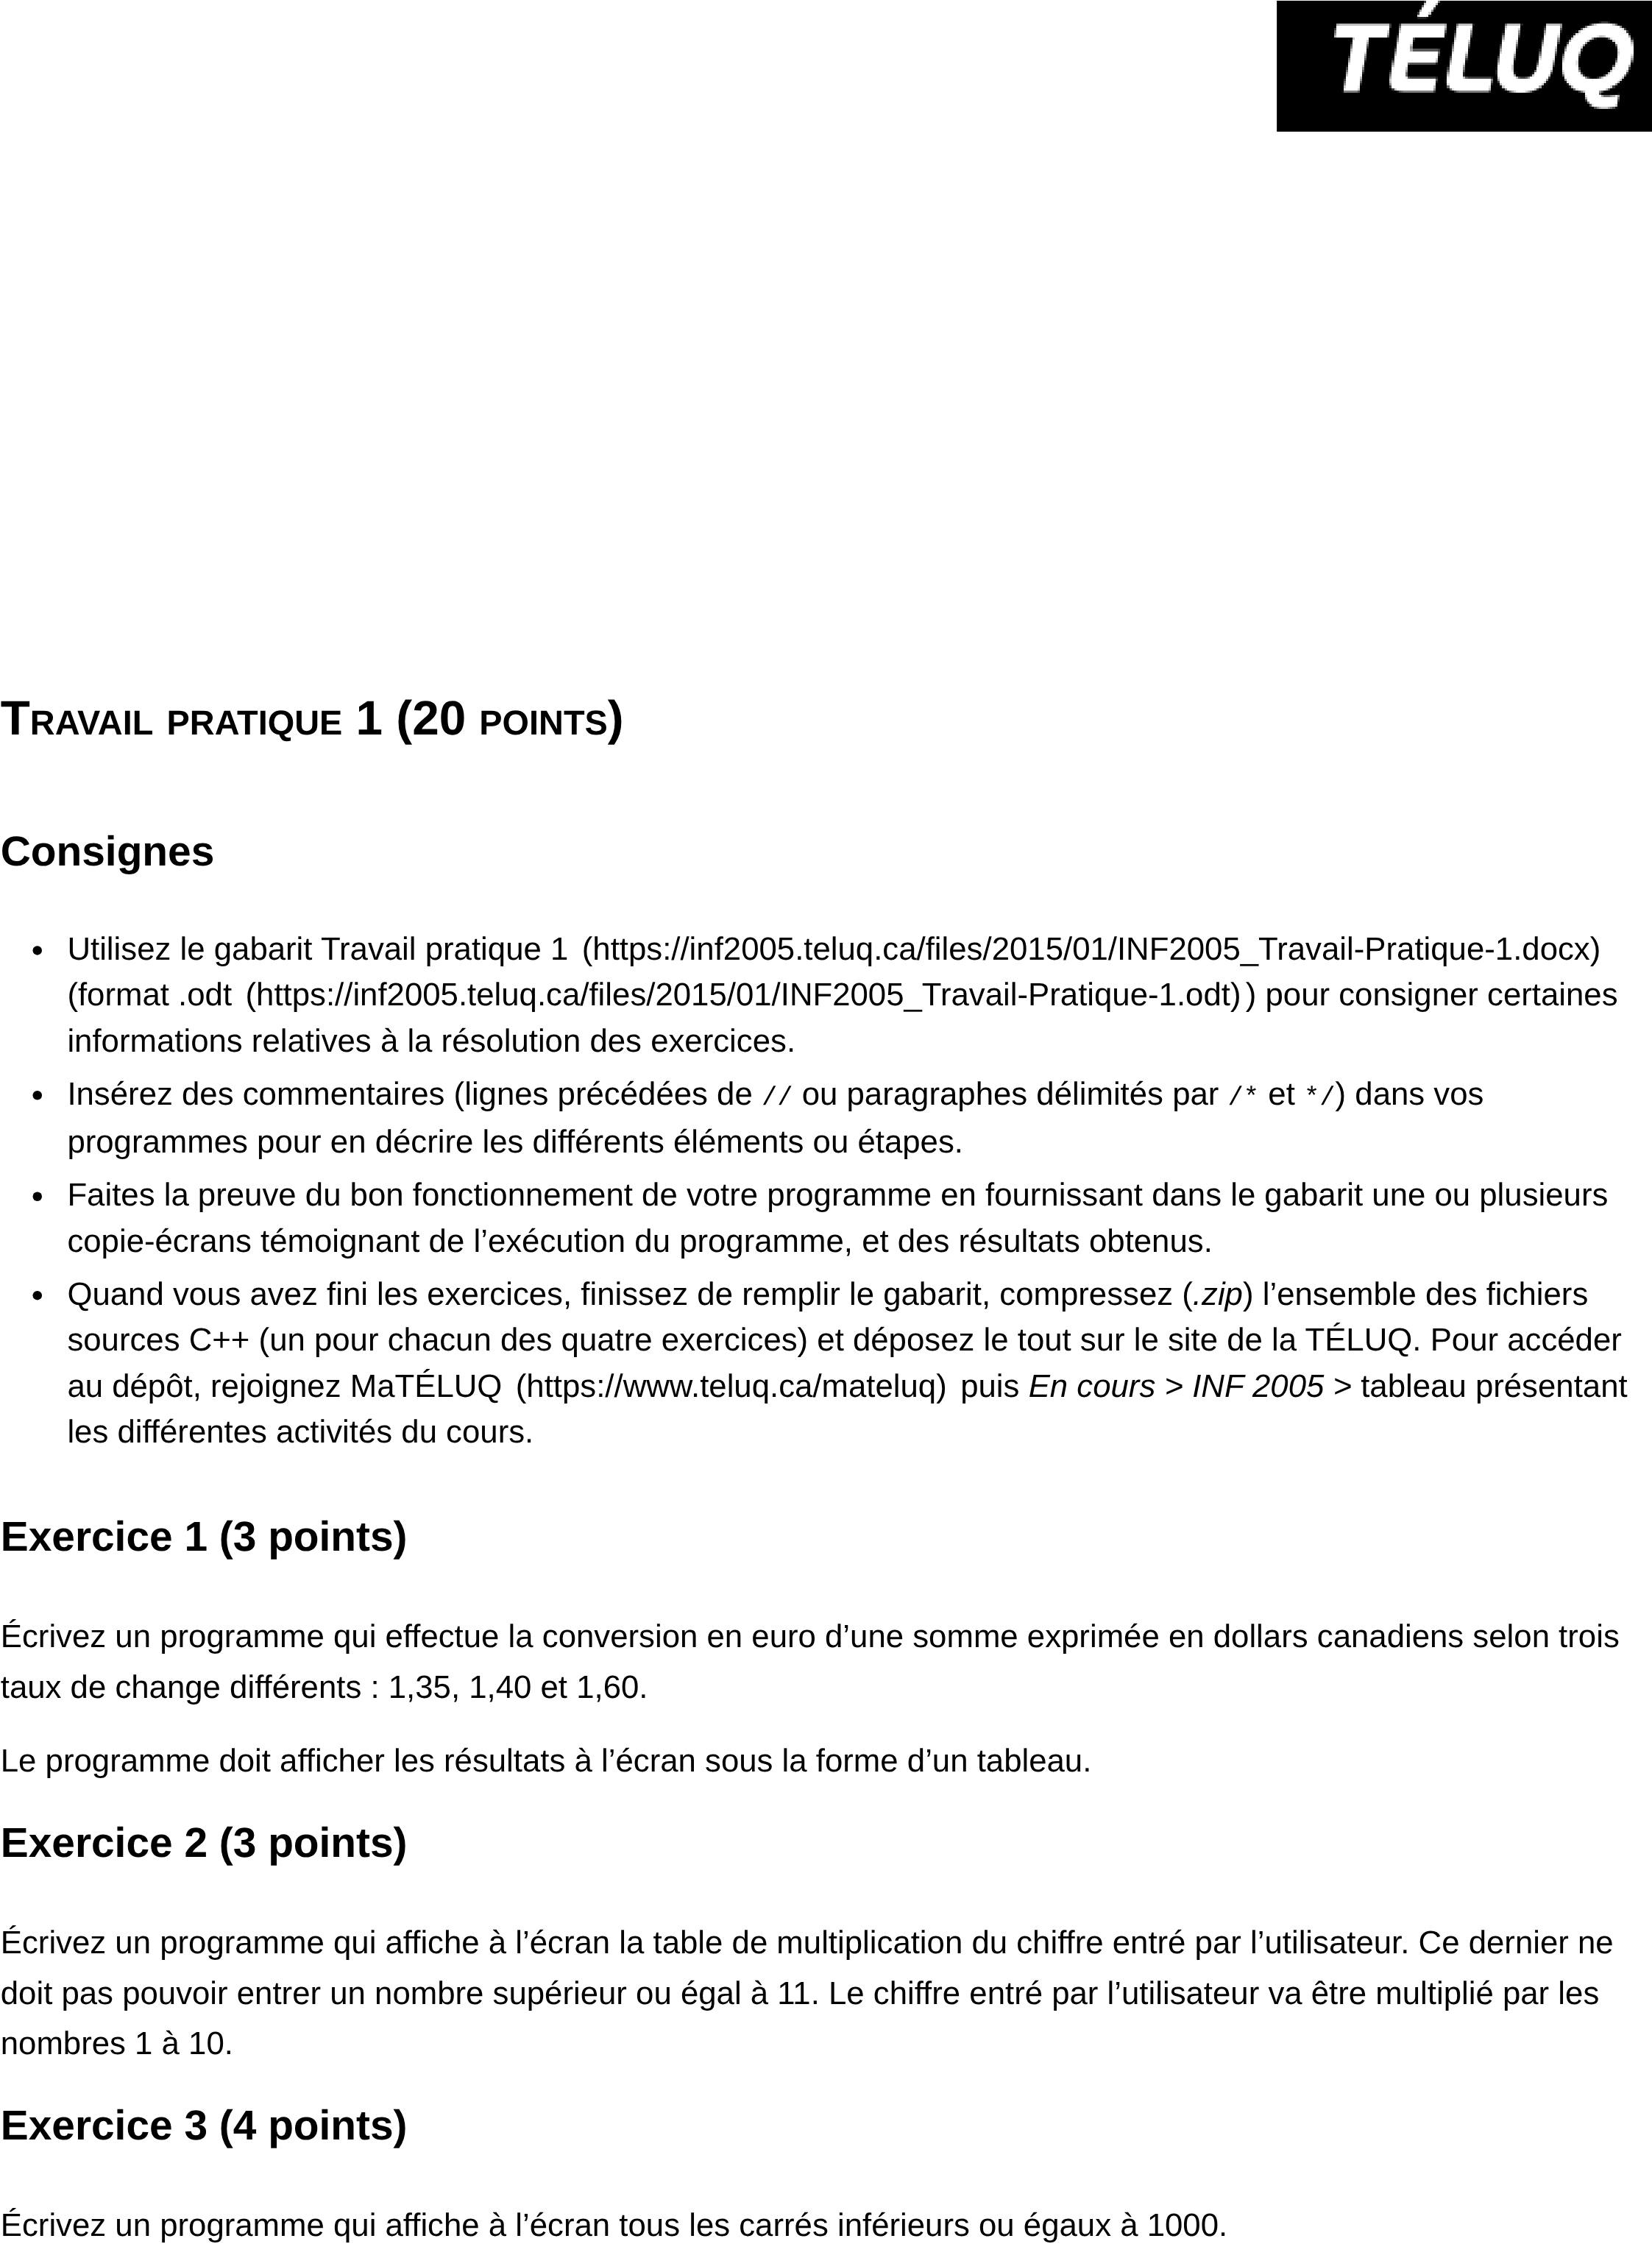 TÉLUQ
TRAVAIL PRATIQUE 1 (20 POINTS)
Consignes
• Utilisez le gabarit Travail pratique 1 (https://inf2005.teluq.ca/files/2015/01/INF2005_Travail-Pratique-1.docx)
(format .odt (https://inf2005.teluq.ca/files/2015/01/INF2005_Travail-Pratique-1.odt)) pour consigner certaines
informations relatives à la résolution des exercices.
• Insérez des commentaires (lignes précédées de // ou paragraphes délimités par /* et */) dans vos
programmes pour en décrire les différents éléments ou étapes.
• Faites la preuve du bon fonctionnement de votre programme en fournissant dans le gabarit une ou plusieurs
copie-écrans témoignant de l’exécution du programme, et des résultats obtenus.
• Quand vous avez fini les exercices, finissez de remplir le gabarit, compressez (.zip) l’ensemble des fichiers
sources C++ (un pour chacun des quatre exercices) et déposez le tout sur le site de la TÉLUQ. Pour accéder
au dépôt, rejoignez MaTÉLUQ (https://www.teluq.ca/mateluq) puis En cours > INF 2005 > tableau présentant
les différentes activités du cours.
Exercice 1 (3 points)
Écrivez un programme qui effectue la conversion en euro d’une somme exprimée en dollars canadiens selon trois
taux de change différents : 1,35, 1,40 et 1,60.
Le programme doit afficher les résultats à l’écran sous la forme d’un tableau.
Exercice 2 (3 points)
Écrivez un programme qui affiche à l’écran la table de multiplication du chiffre entré par l’utilisateur. Ce dernier ne
doit pas pouvoir entrer un nombre supérieur ou égal à 11. Le chiffre entré par l’utilisateur va être multiplié par les
nombres 1 à 10.
Exercice 3 (4 points)
Écrivez un programme qui affiche à l’écran tous les carrés inférieurs ou égaux à 1000.